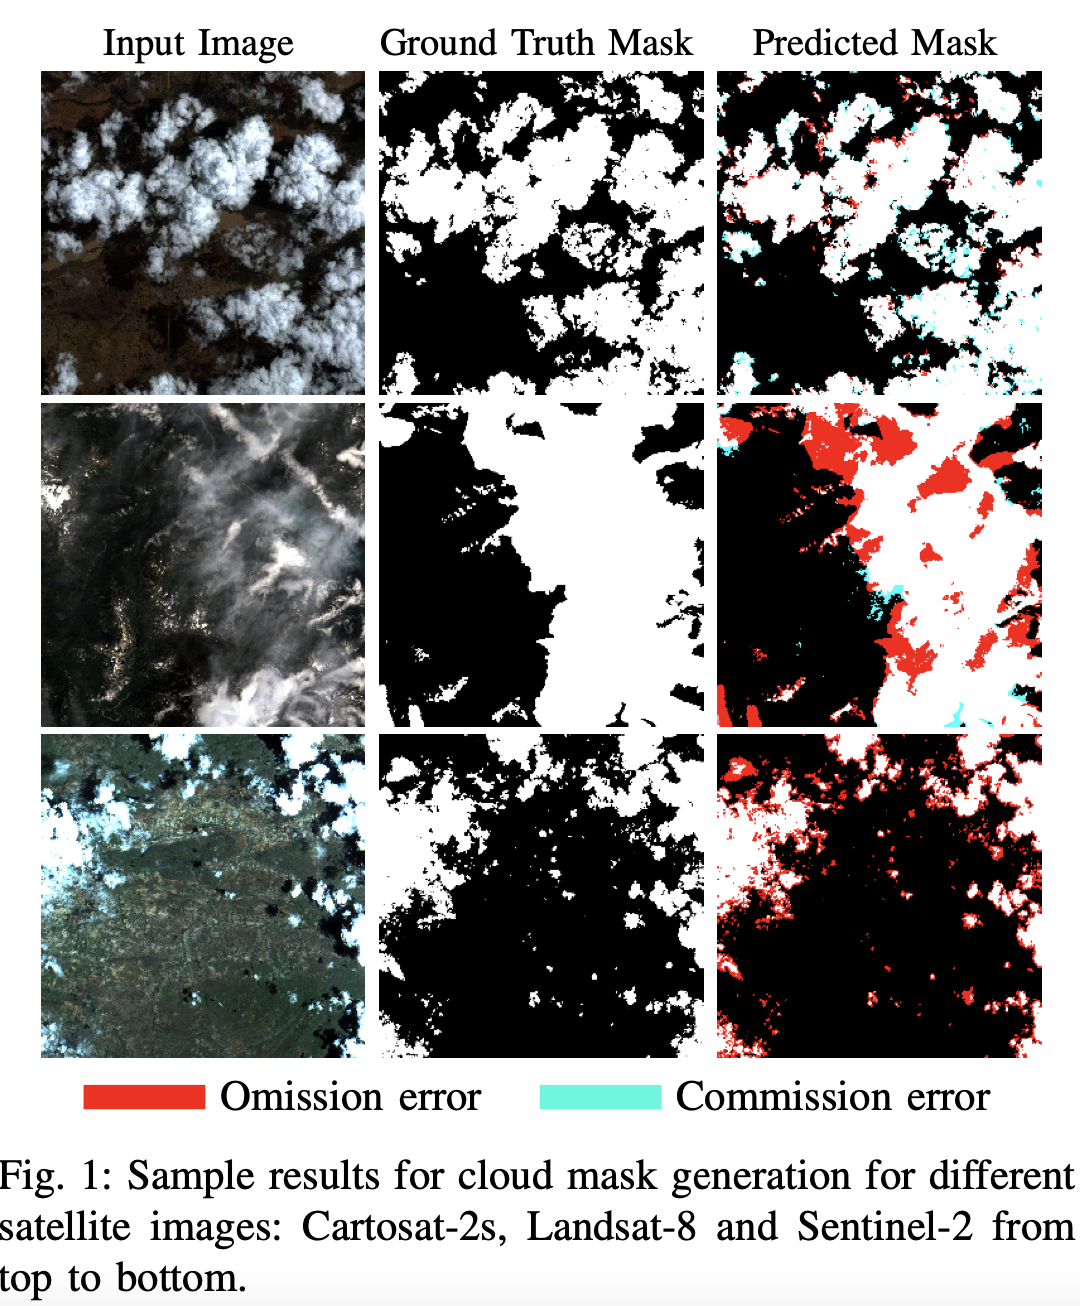 Input Image Ground Truth Mask Predicted Mask
Omission error Commission error
Fig. 1: Sample results for cloud mask generation for different
satellite images: Cartosat-2s, Landsat-8 and Sentinel-2 from
top to bottom.